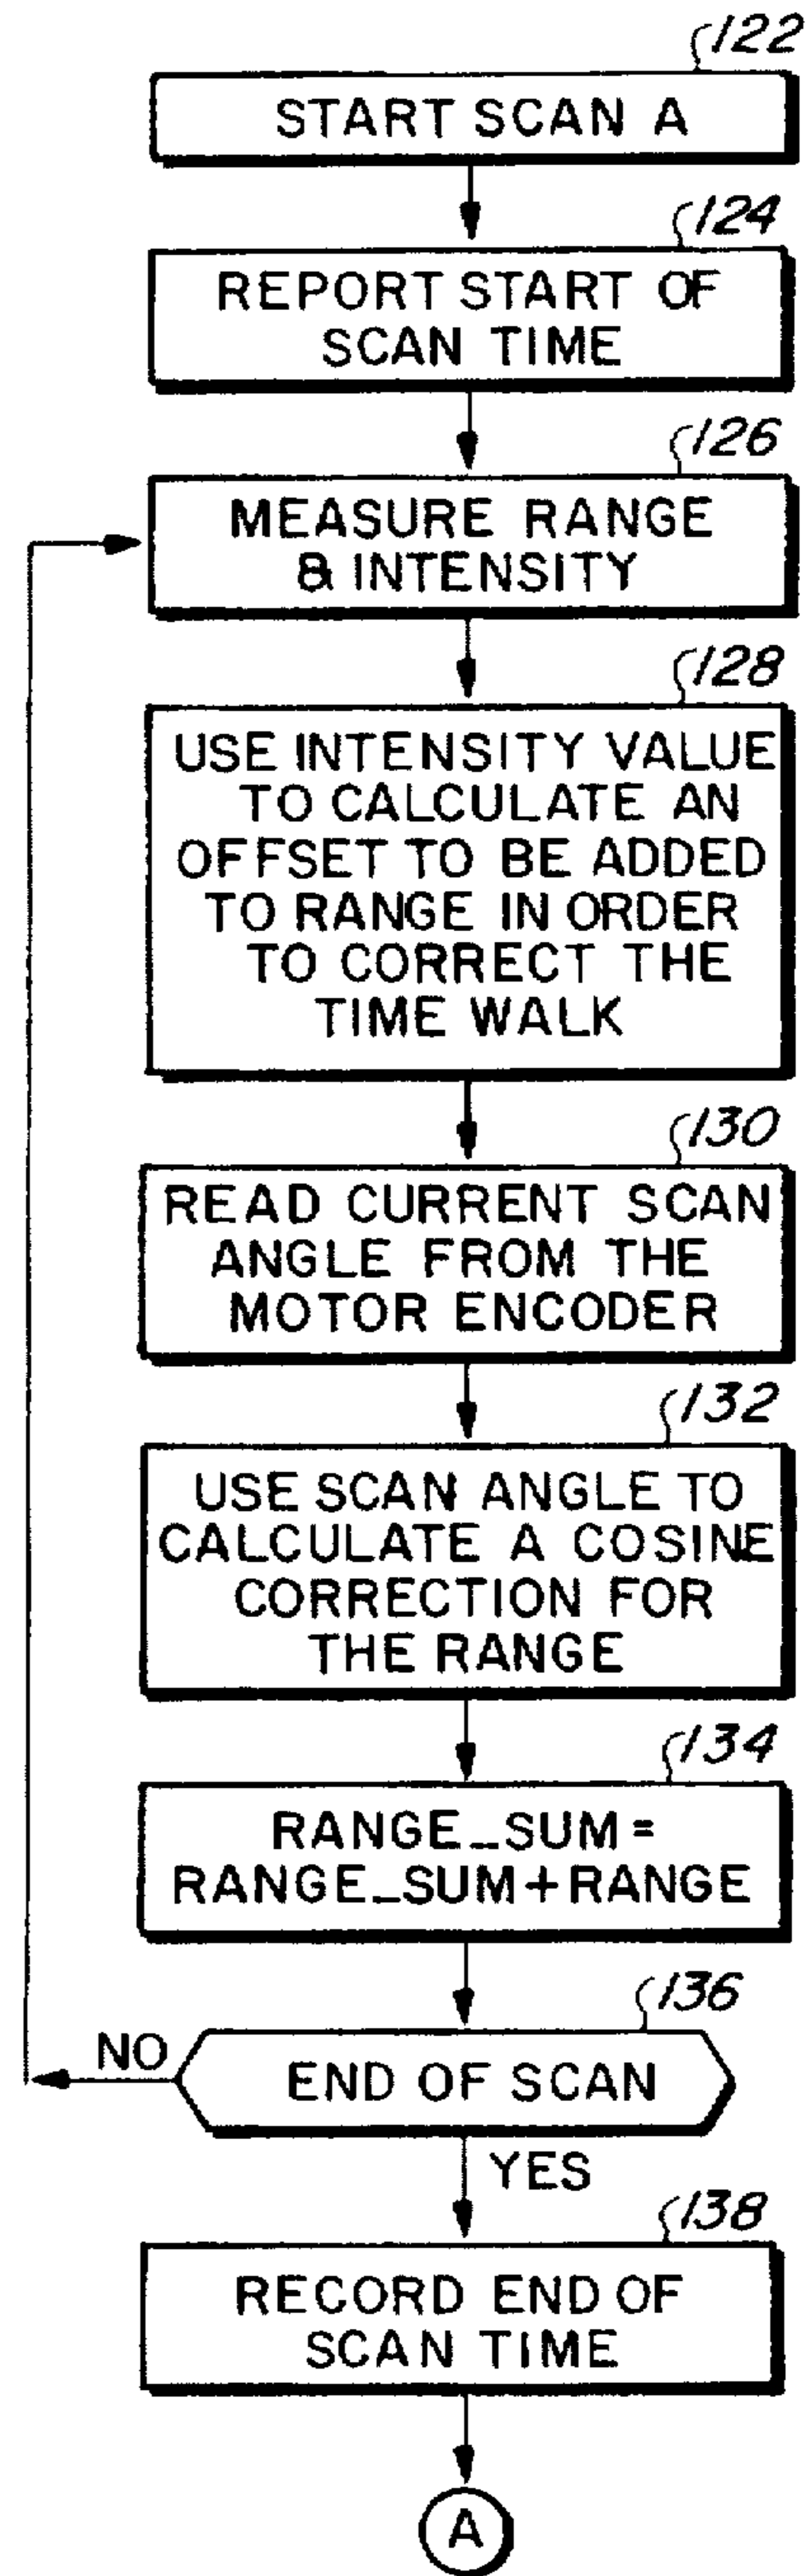 122
START SCAN A
124
REPORT START OF
SCAN TIME
126
MEASURE RANGE
& INTENSITY
128
USE INTENSITY VALUE
TO CALCULATE AN
OFFSET TO BE ADDED
TO RANGE IN ORDER
TO CORRECT THE
TIME WALK
130
READ CURRENT SCAN
ANGLE FROM THE
MOTOR ENCODER
132
USE SCAN ANGLE TO
CALCULATE A COSINE
CORRECTION FOR
THE RANGE
134
RANGE_SUM=
RANGE_SUM+RANGE
136
NO
END OF SCAN
YES
138
RECORD END OF
SCAN TIME
A